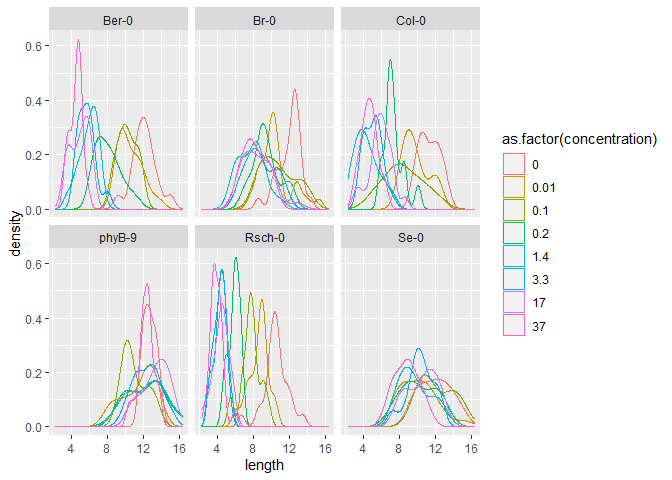 Ber-0 Br-0 Col-0
0.6
0.4
0.2
0.0
phyB-9 Rsch-0 Se-0
0.6
0.4
0.2
0.0
4 8 12 16 4 8 12 16 4 8 12 16
length
density
as.factor(concentration)
0
0.01
0.1
0.2
1.4
3.3
17
37